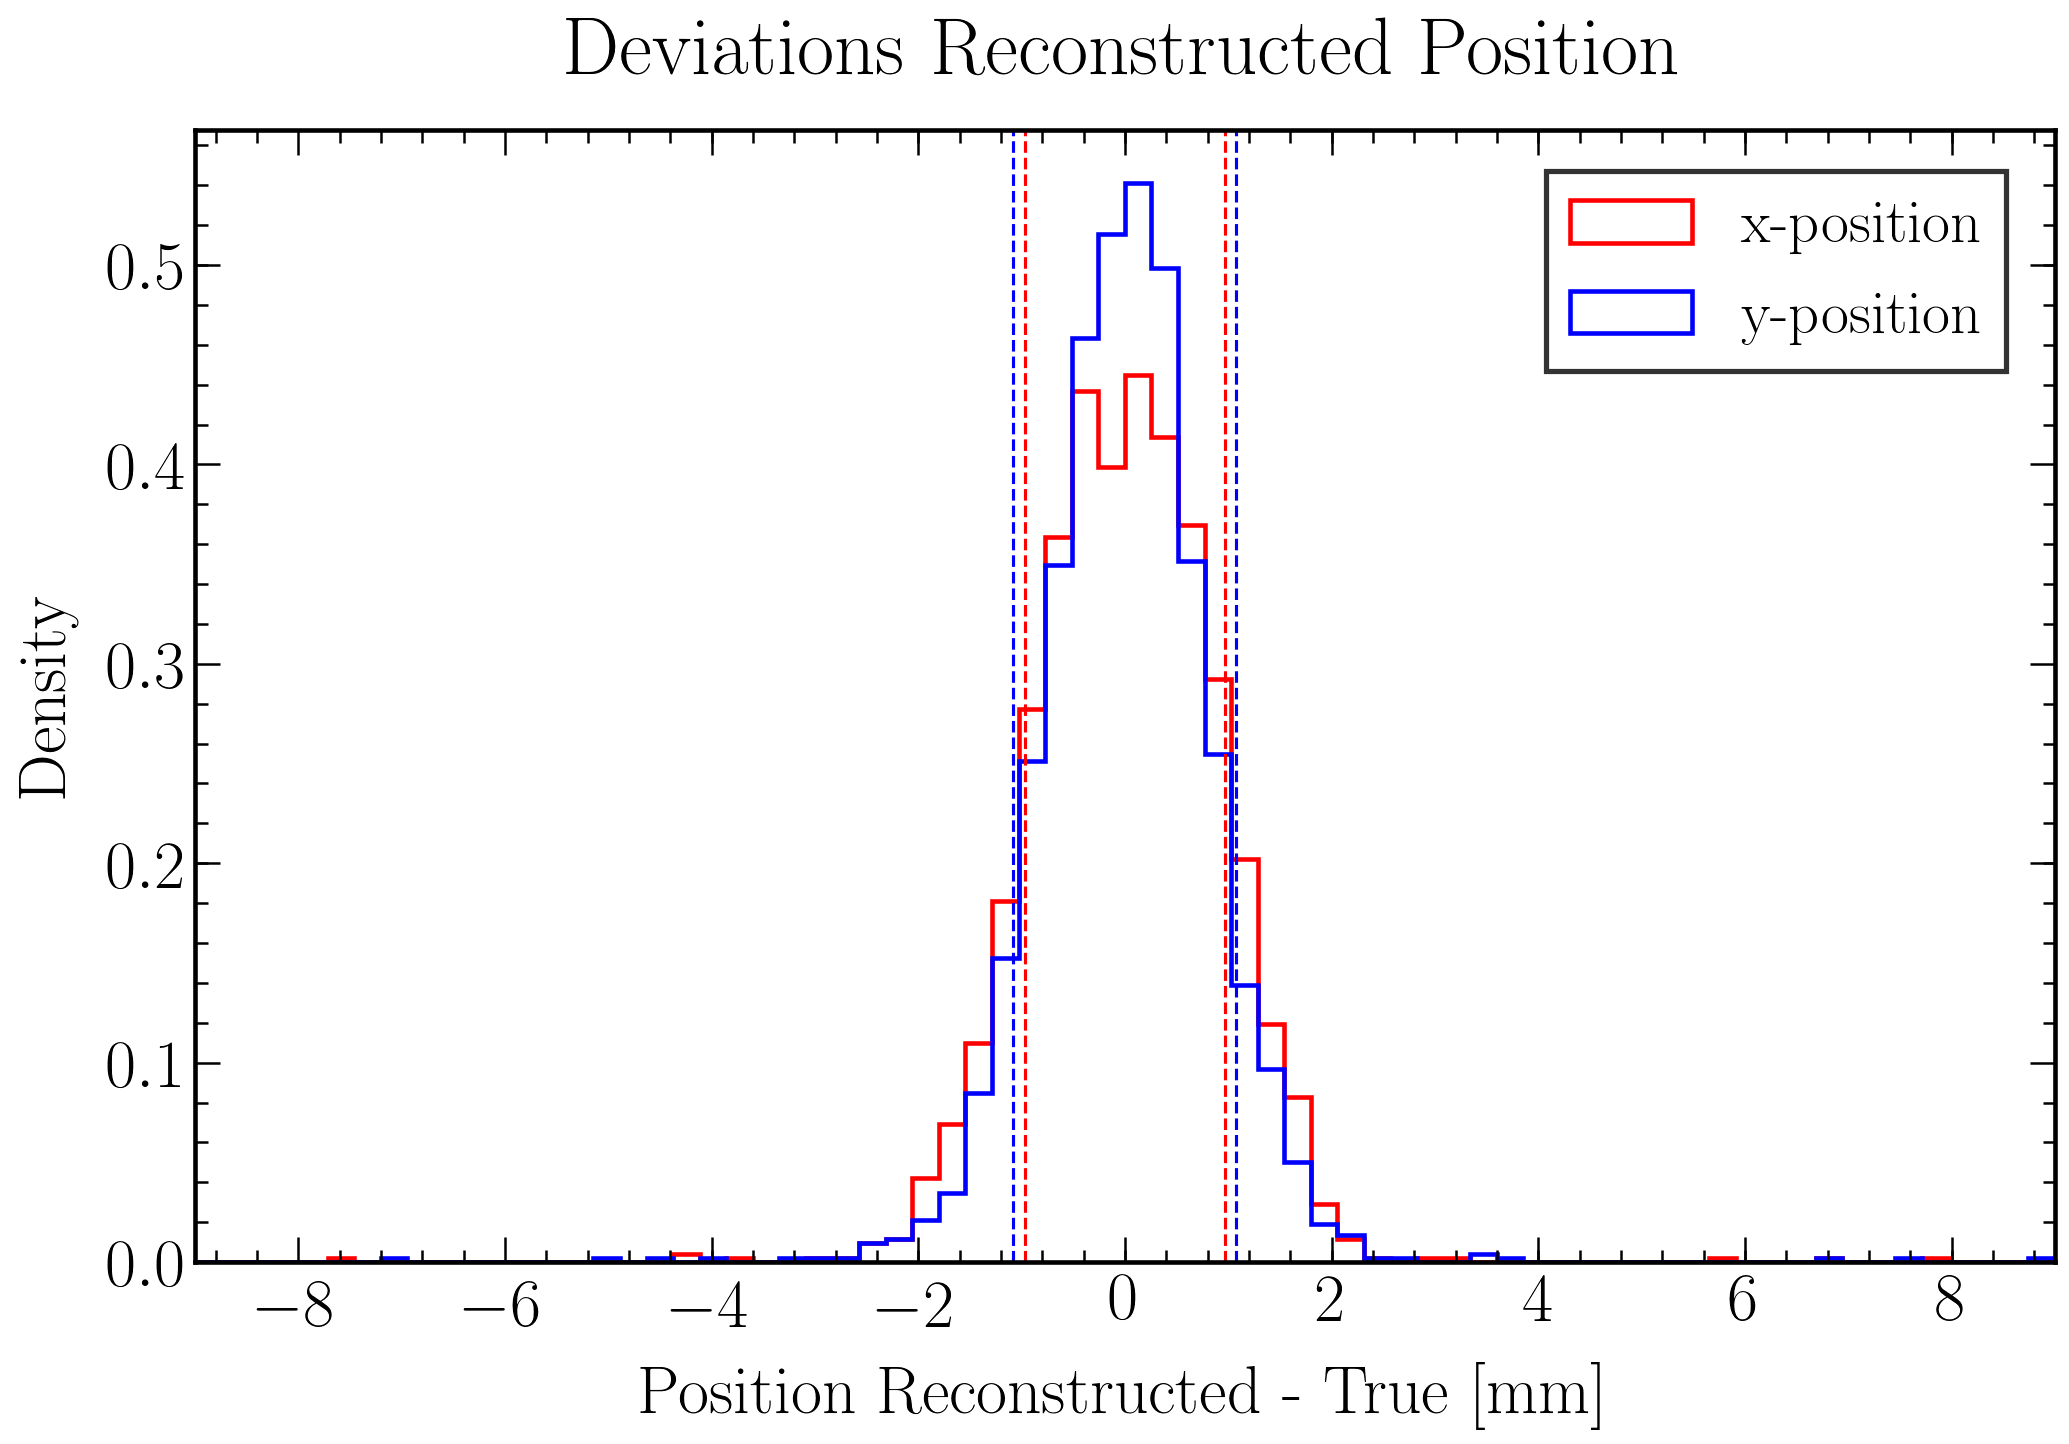 Deviations Reconstructed Position
x-position
y-position
Density
0.5
0.4
0.3
0.2
0.1
0.0
−8 −6 −4 −2 0 2 4 6 8
Position Reconstructed - True [mm]